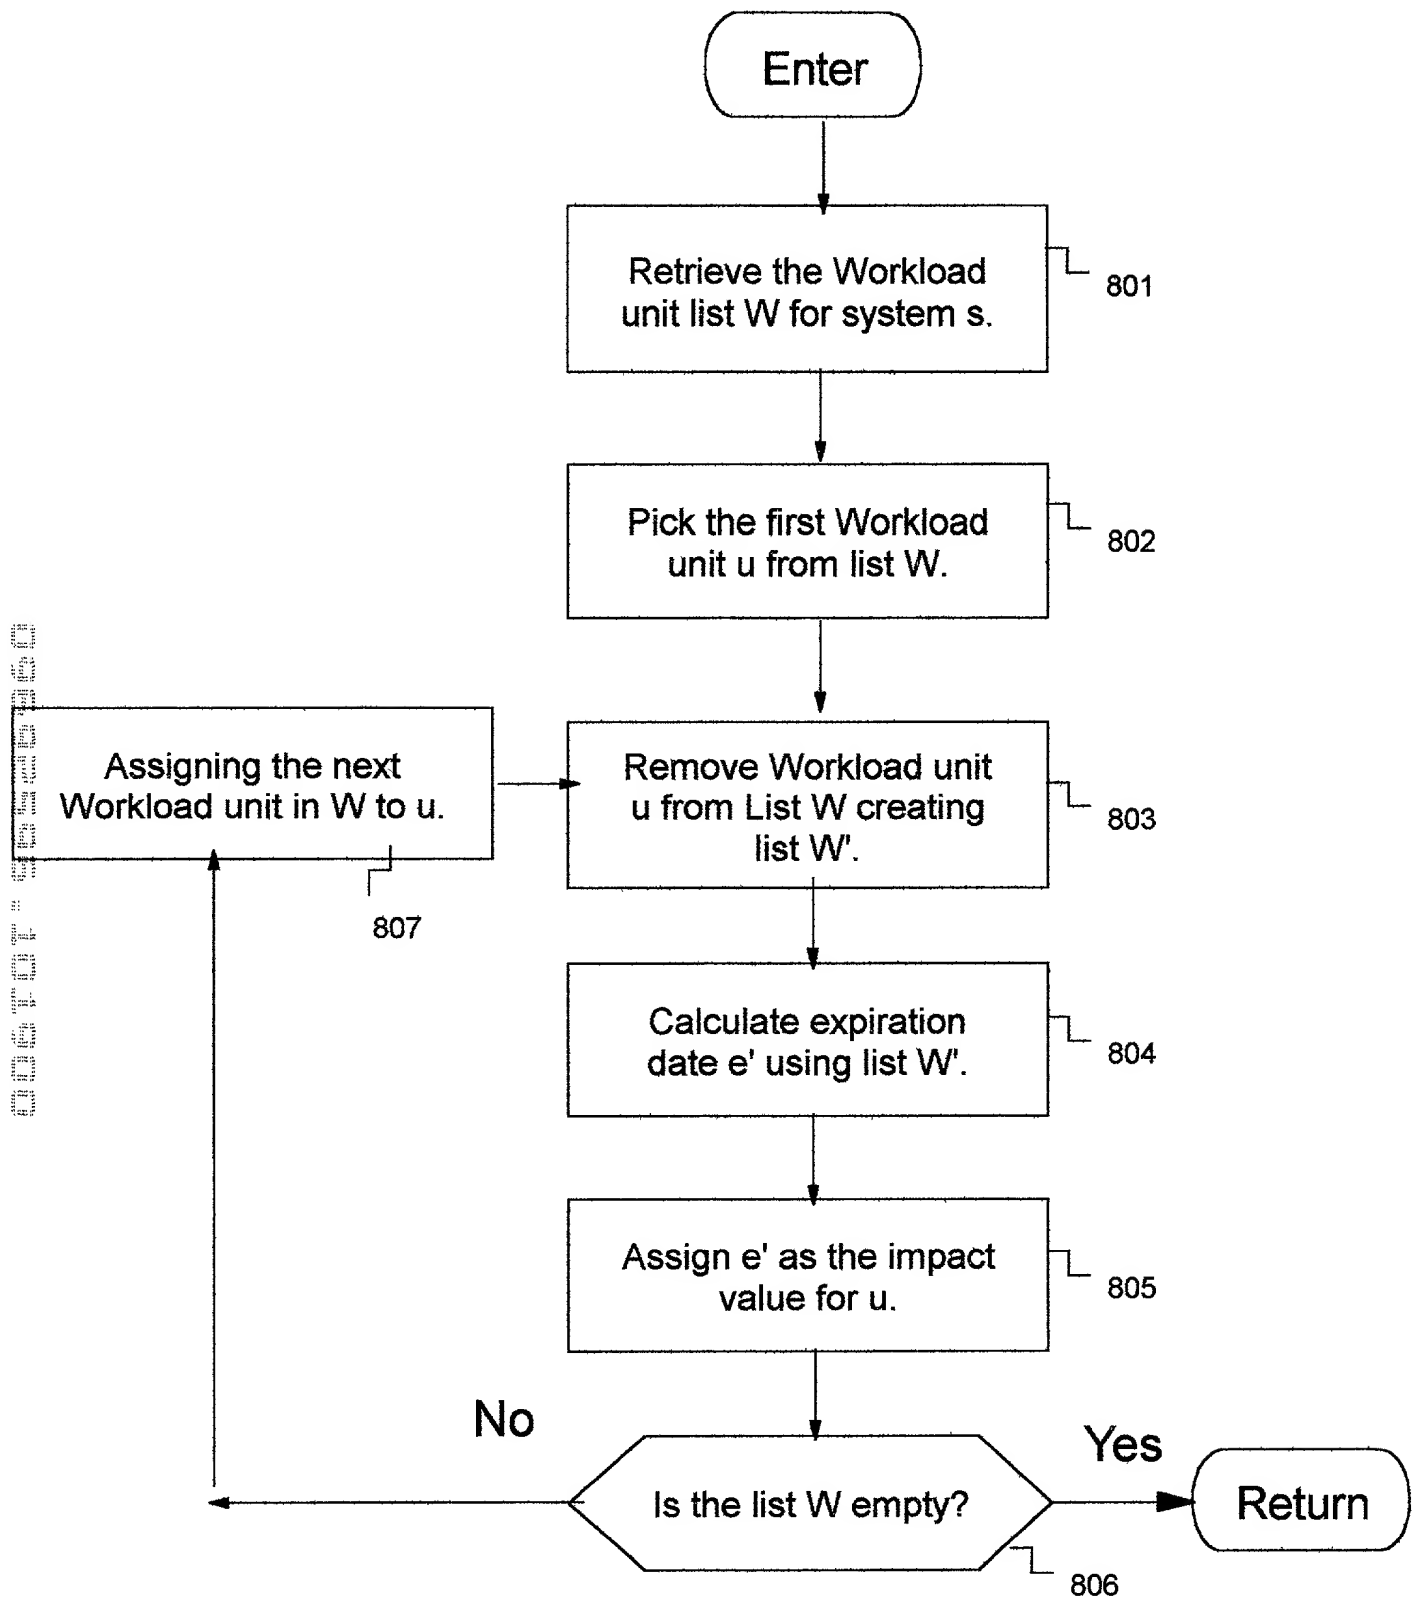 Enter
Retrieve the Workload
unit list W for system s.
801
Pick the first Workload
unit u from list W.
802
Assigning the next
Workload unit in W to u.
807
Remove Workload unit
u from List W creating
list W'.
803
Calculate expiration
date e' using list W'.
804
Assign e' as the impact
value for u.
805
No
Is the list W empty?
806
Yes
Return